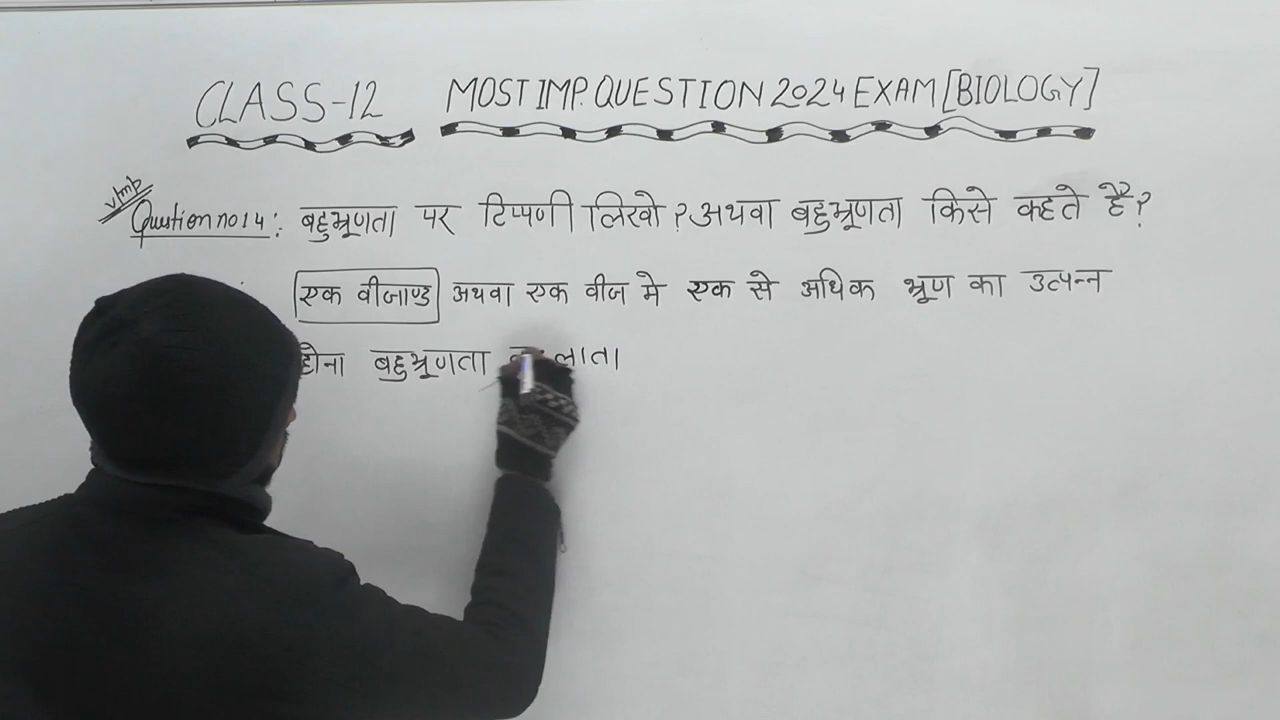 CLASS-12 MOST IMP. QUESTION 2024 EXAM [BIOLOGY]
vimp
Question no 14: बहुभ्रूणता पर टिप्पणी लिखो? अथवा बहुभ्रूणता किसे कहते है?
एक वीजाण्ड अथवा एक वीज मे एक से अधिक भ्रूण का उत्पन्न
होना बहुभ्रूणता